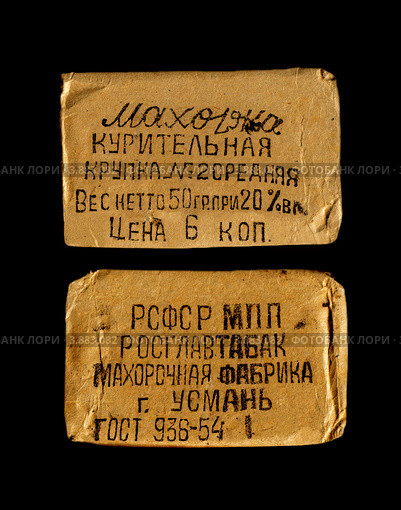 Махорка
КУРИТЕЛЬНАЯ
КРУПКА №2 СРЕДНЯЯ
ВЕС НЕТТО 50 ГР. ПРИ 20% ВЛ.
ЦЕНА 6 КОП.
РСФСР МПП
РОСГЛАВТАБАК
МАХОРОЧНАЯ ФАБРИКА
г. УСМАНЬ
ГОСТ 936-54